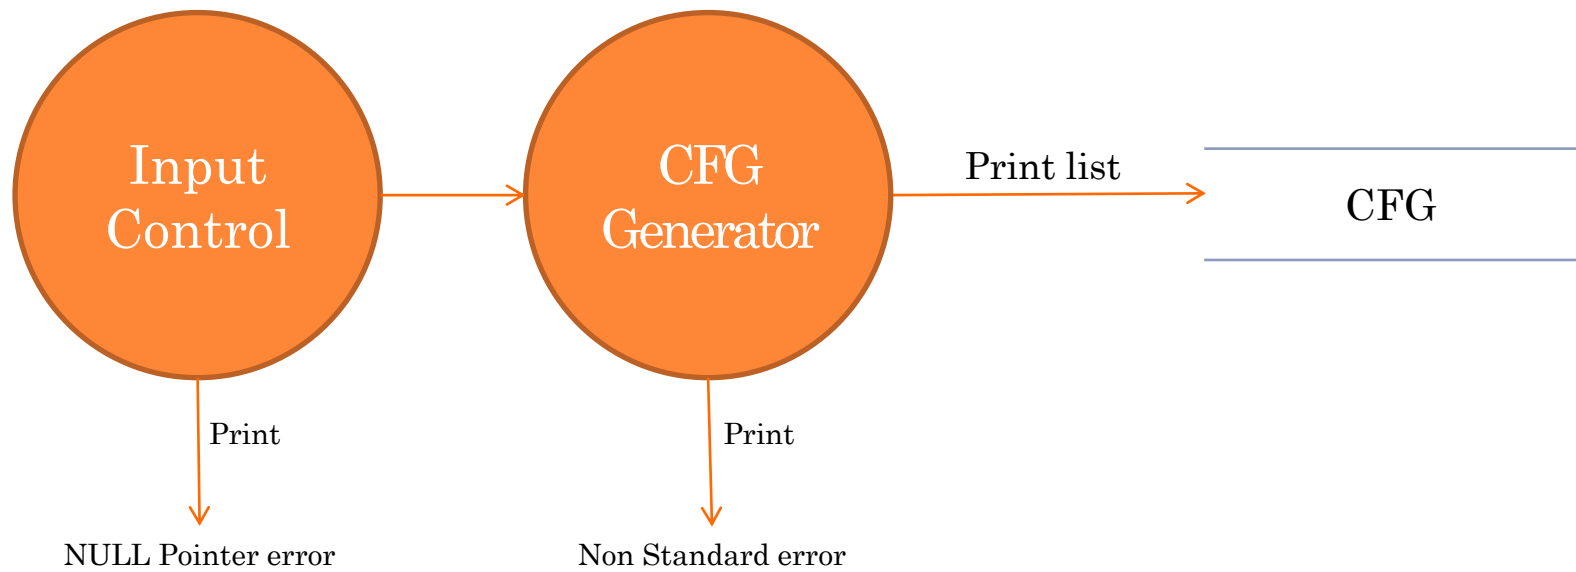 Input
Control
CFG
Generator
Print list
CFG
Print
Print
NULL Pointer error
Non Standard error